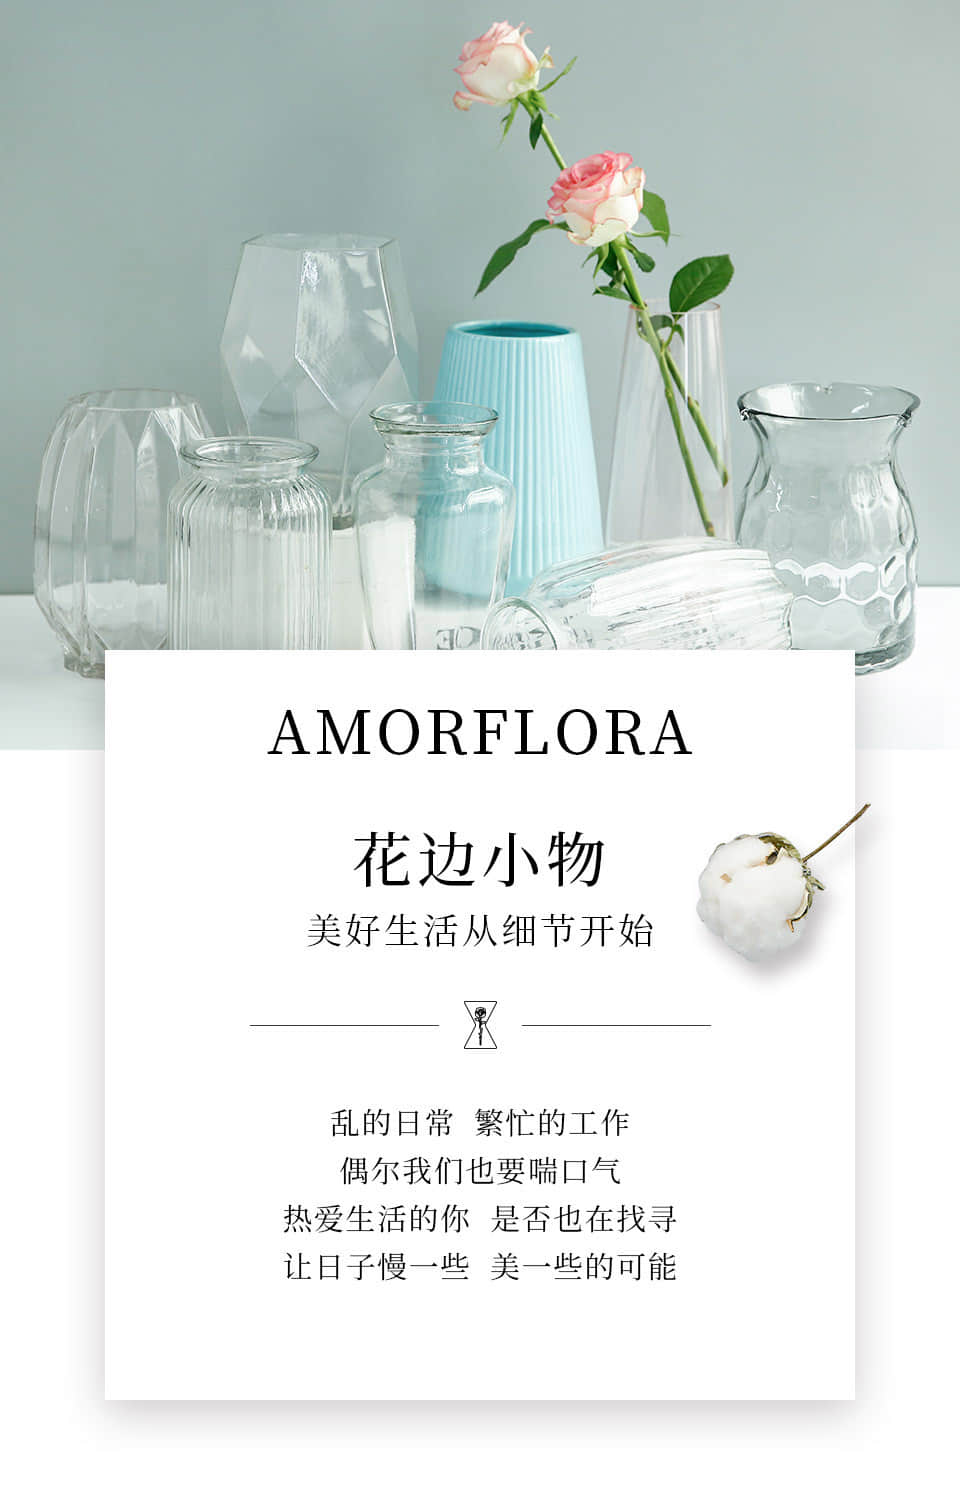 AMORFLORA
花边小物
美好生活从细节开始
乱的日常 繁忙的工作
偶尔我们也要喘口气
热爱生活的你 是否也在找寻
让日子慢一些 美一些的可能